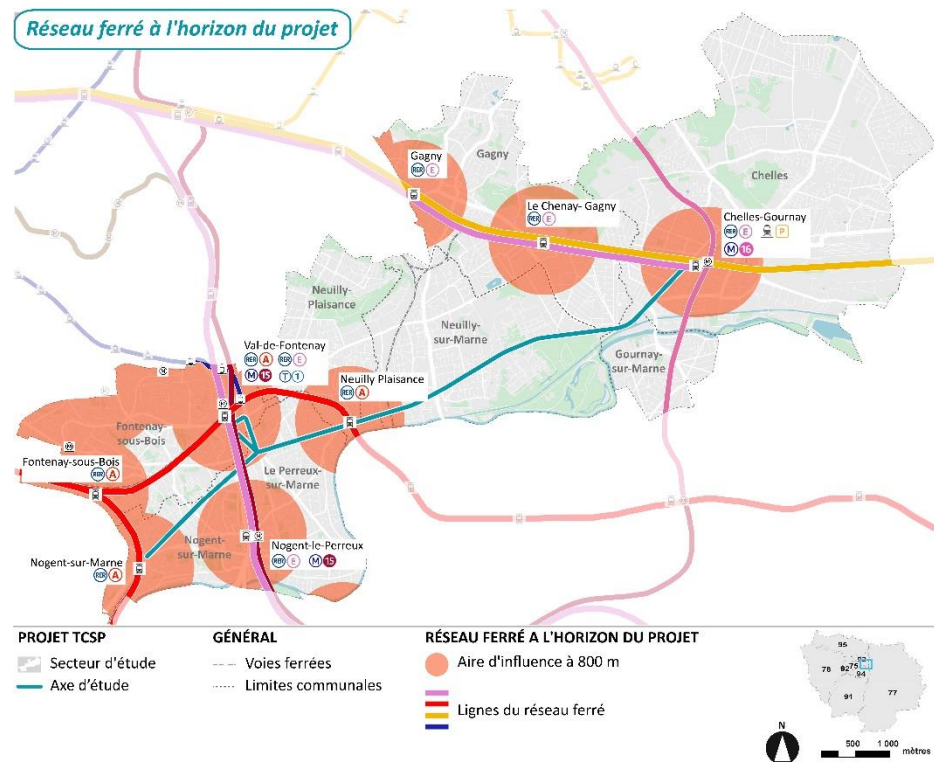 Réseau ferré à l'horizon du projet
Gagny
RER E
Gagny
Le Chenay- Gagny
RER E
Chelles
Chelles-Gournay
RER E P
M 16
Neuilly-
Plaisance
Neuilly-
sur-Marne
Gournay-
sur-Marne
Val-de-Fontenay
RER A RER E
M 15 T 1
Neuilly Plaisance
RER A
Fontenay-
sous-Bois
Fontenay-sous-Bois
RER A
Le Perreux-
sur-Marne
Nogent-
sur-Marne
Nogent-le-Perreux
RER E M 15
Nogent-sur-Marne
RER A
PROJET TCSP
Secteur d'étude
Axe d'étude
GÉNÉRAL
Voies ferrées
Limites communales
RÉSEAU FERRÉ A L'HORIZON DU PROJET
Aire d'influence à 800 m
Lignes du réseau ferré
95
78
92
75
93
94
91
77
N
500 1 000
mètres